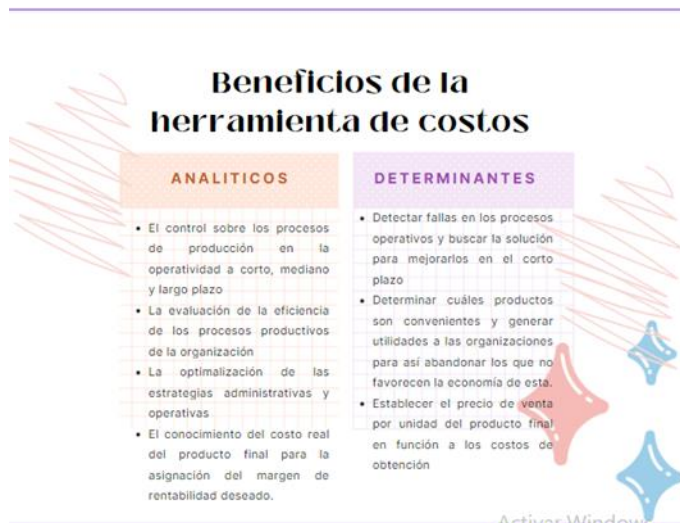 Beneficios de la
herramienta de costos
ANALITICOS
• El control sobre los procesos
de producción en la
operatividad a corto, mediano
y largo plazo
• La evaluación de la eficiencia
de los procesos productivos
de la organización
• La optimalización de las
estrategias administrativas y
operativas
• El conocimiento del costo real
del producto final para la
asignación del margen de
rentabilidad deseado.
DETERMINANTES
• Detectar fallas en los procesos
operativos y buscar la solución
para mejorarlos en el corto
plazo
• Determinar cuáles productos
son convenientes y generar
utilidades a las organizaciones
para así abandonar los que no
favorecen la economía de esta.
• Establecer el precio de venta
por unidad del producto final
en función a los costos de
obtención
Activar Windows